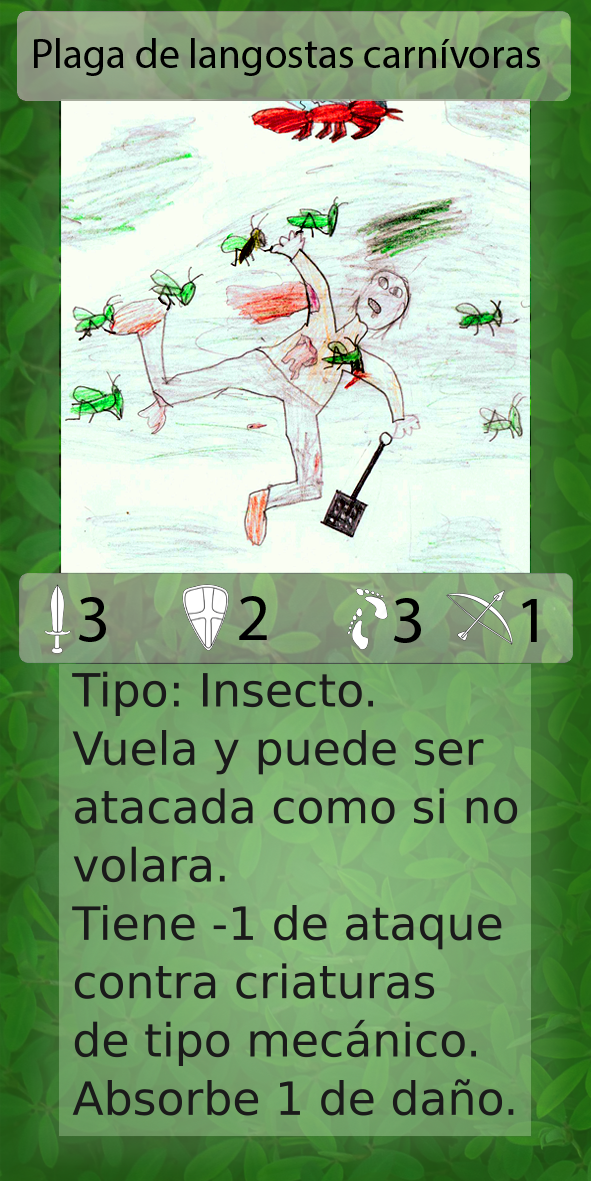 Plaga de langostas carnívoras
3 2 3 1
Tipo: Insecto.
Vuela y puede ser
atacada como si no
volara.
Tiene -1 de ataque
contra criaturas
de tipo mecánico.
Absorbe 1 de daño.